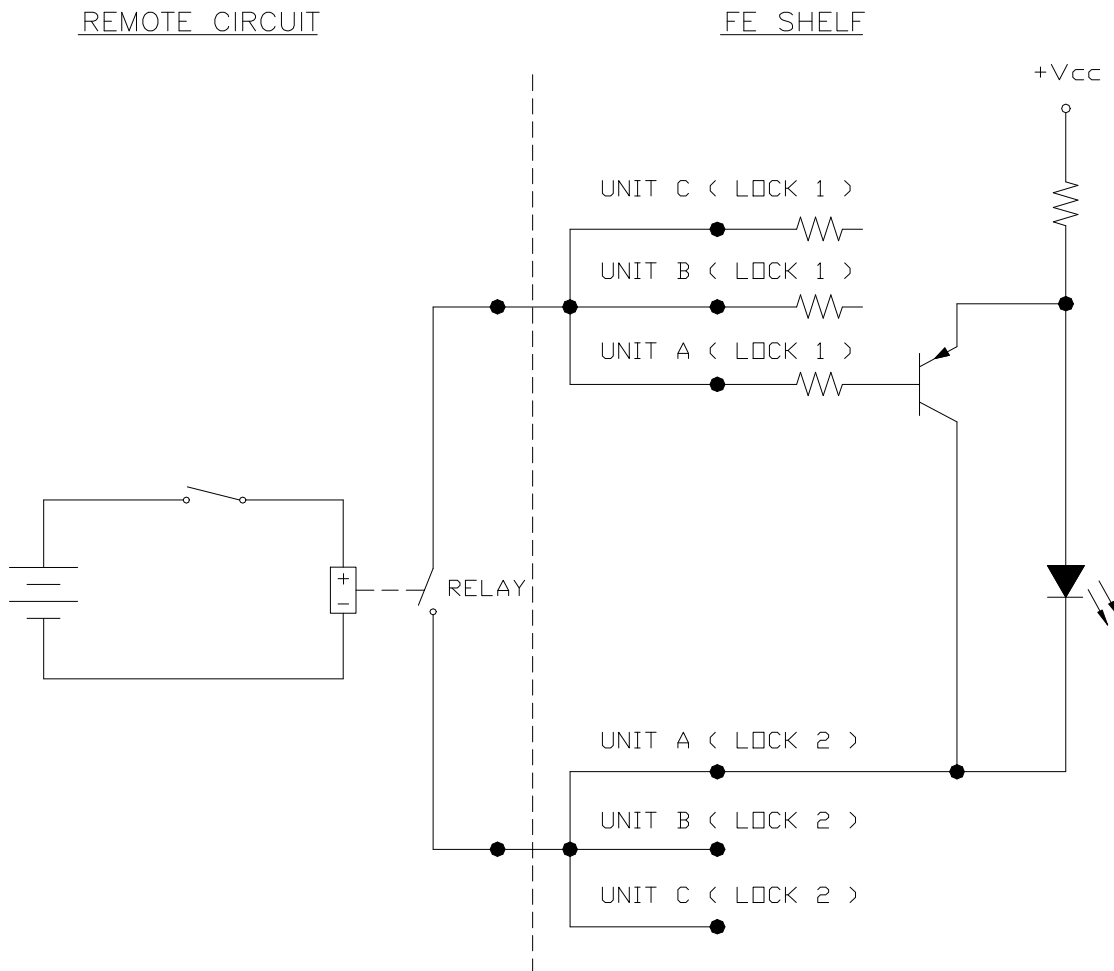 REMOTE CIRCUIT
FE SHELF
+Vcc
UNIT C ( LOCK 1 )
UNIT B ( LOCK 1 )
UNIT A ( LOCK 1 )
+
−
RELAY
UNIT A ( LOCK 2 )
UNIT B ( LOCK 2 )
UNIT C ( LOCK 2 )